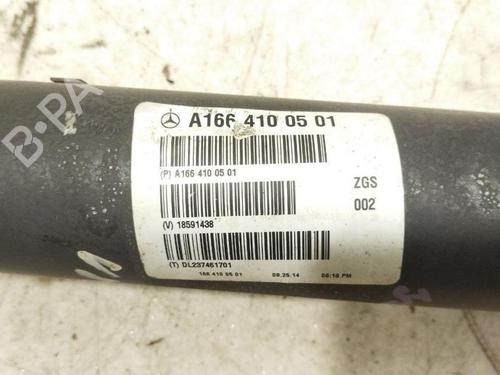 A166 410 05 01
(P) A166 410 05 01
ZGS
002
(V) 18591438
(T) DL237461701
166 410 05 01 09.25.14 06:16 PM
B-PA